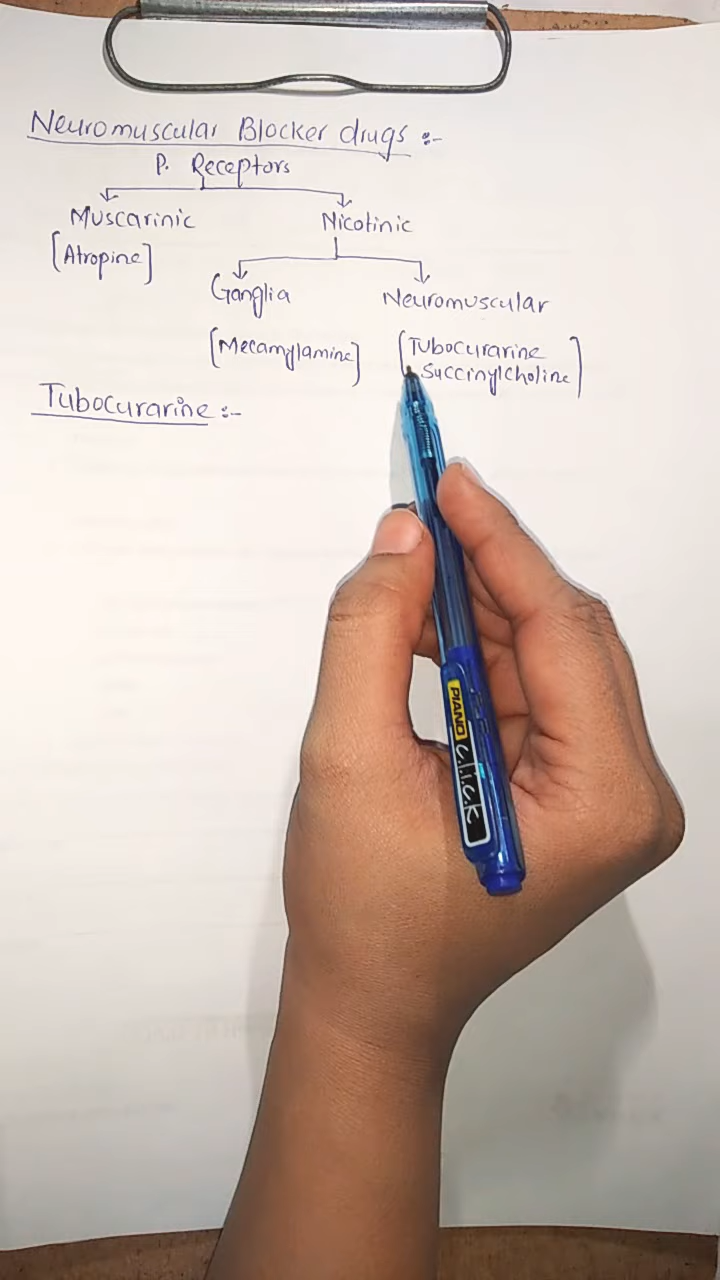 Neuromuscular Blocker drugs :-
P. Receptors
Muscarinic Nicotinic
[Atropine]
Ganglia Neuromuscular
[Mecamylamine] [Tubocurarine
Succinylcholine]
Tubocurarine :-
PIANO
click